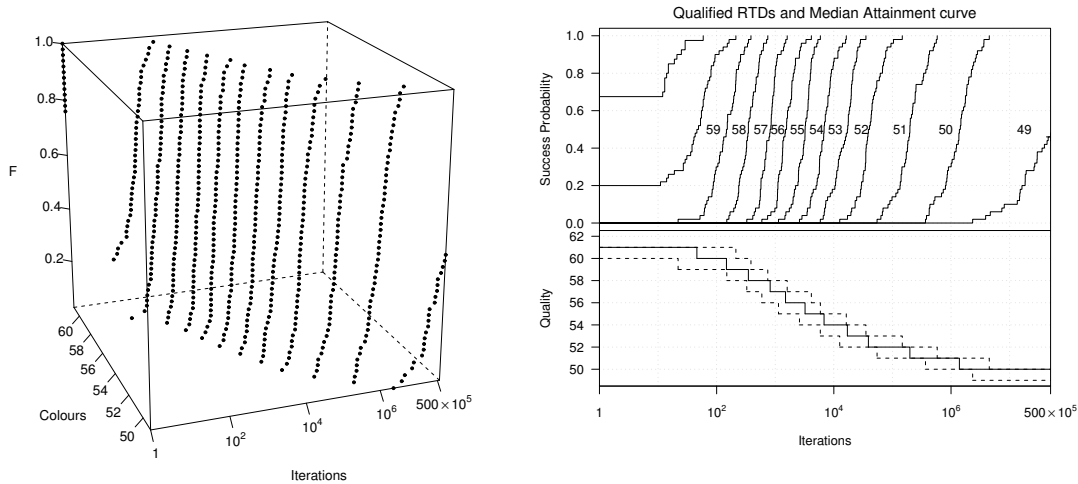 1.0
0.8
0.6
F
0.4
0.2
60
58
56
54
52
50
Colours
1
10²
10⁴
10⁶
500 × 10⁵
Iterations
Qualified RTDs and Median Attainment curve
1.0
0.8
0.6
0.4
0.2
0.0
Success Probability
59 58 57 56 55 54 53 52 51 50 49
62
60
58
56
54
52
50
Quality
1 10² 10⁴ 10⁶ 500 × 10⁵
Iterations